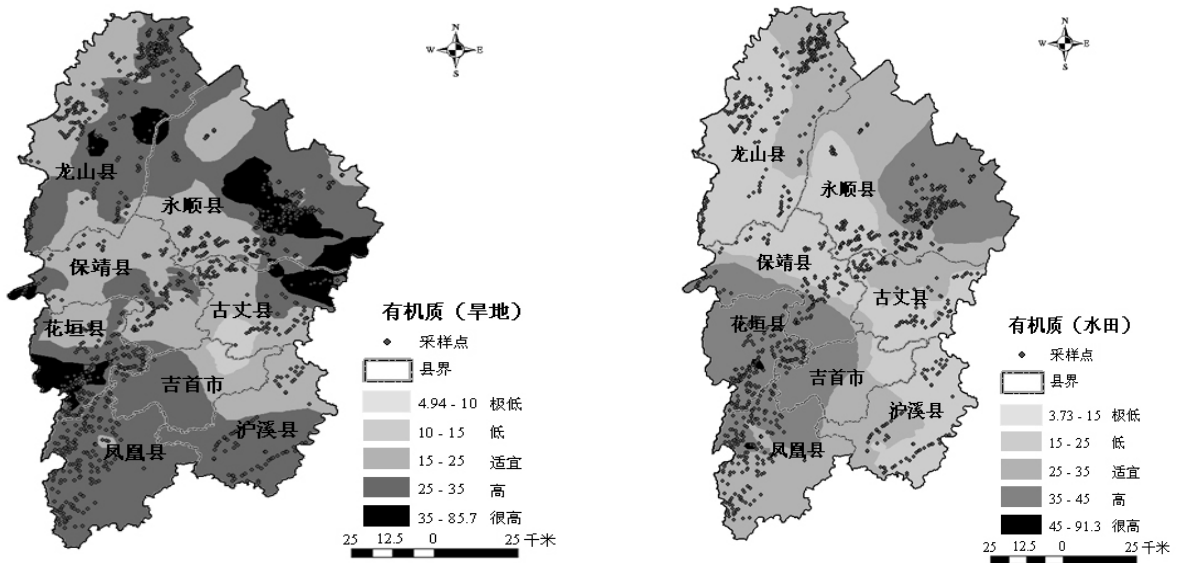 N
W E
S
龙山县
永顺县
保靖县
古丈县
花垣县
吉首市
泸溪县
凤凰县
有机质（旱地）
采样点
县界
4.94 - 10 极低
10 - 15 低
15 - 25 适宜
25 - 35 高
35 - 85.7 很高
25 12.5 0 25 千米
N
W E
S
龙山县
永顺县
保靖县
古丈县
花垣县
吉首市
泸溪县
凤凰县
有机质（水田）
采样点
县界
3.73 - 15 极低
15 - 25 低
25 - 35 适宜
35 - 45 高
45 - 91.3 很高
25 12.5 0 25 千米